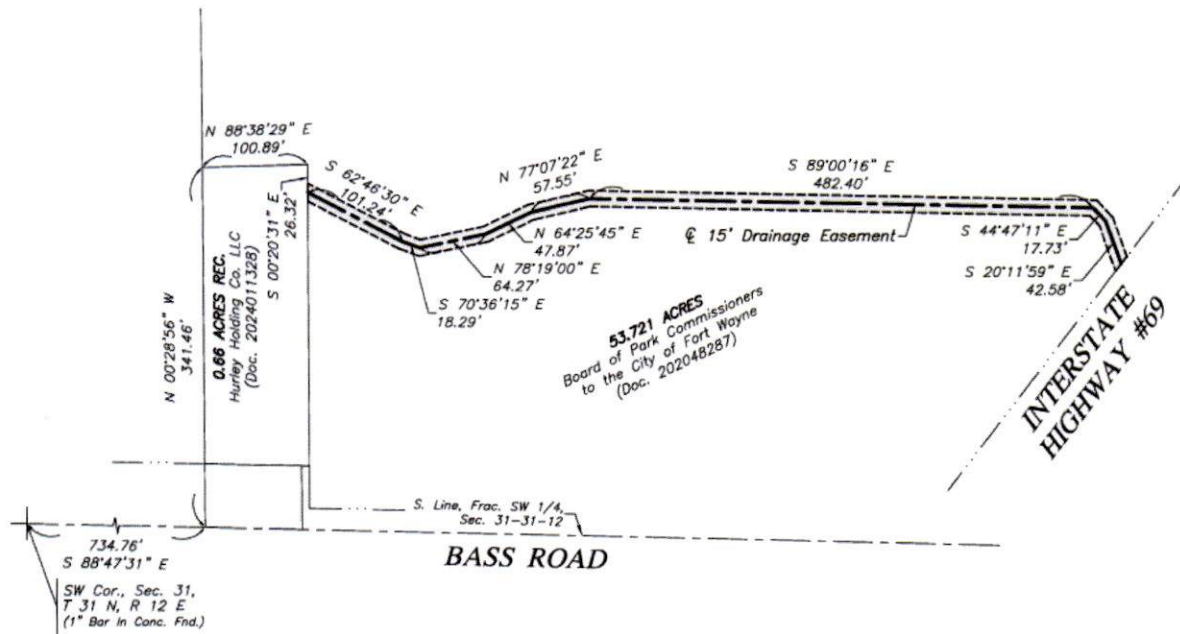 N 88°38'29" E
100.89'
S 62°46'30" E
101.24'
N 77°07'22" E
57.55'
S 89°00'16" E
482.40'
S 00°20'31" E
26.32'
℄ 15' Drainage Easement
S 44°47'11" E
17.73'
N 64°25'45" E
47.87'
N 78°19'00" E
64.27'
S 70°36'15" E
18.29'
S 20°11'59" E
42.58'
N 00°28'56" W
341.46'
0.66 ACRES REC.
Hurley Holding Co. LLC
(Doc. 2024011328)
53.721 ACRES
Board of Park Commissioners
to the City of Fort Wayne
(Doc. 202048287)
INTERSTATE
HIGHWAY #69
S. Line, Frac. SW 1/4,
Sec. 31-31-12
BASS ROAD
734.76'
S 88°47'31" E
SW Cor., Sec. 31,
T 31 N, R 12 E
(1" Bar In Conc. Fnd.)